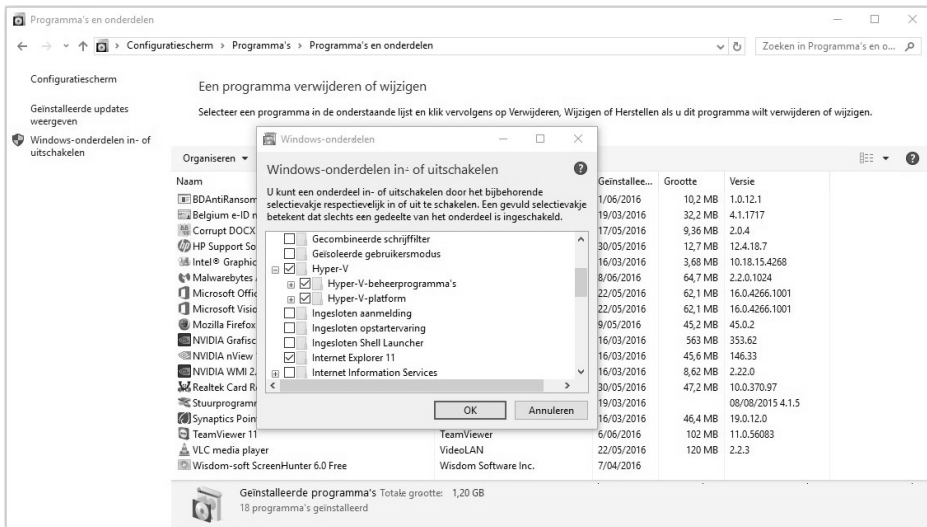 Programma's en onderdelen
Configuratiescherm > Programma's > Programma's en onderdelen
Zoeken in Programma's en o...
Configuratiescherm
Geïnstalleerde updates
weergeven
Windows-onderdelen in- of
uitschakelen
Een programma verwijderen of wijzigen
Selecteer een programma in de onderstaande lijst en klik vervolgens op Verwijderen, Wijzigen of Herstellen als u dit programma wilt verwijderen of wijzigen.
Organiseren
Naam Geïnstallee... Grootte Versie
BDAntiRansom 1/06/2016 10,2 MB 1.0.12.1
Belgium e-ID m 19/03/2016 32,2 MB 4.1.1717
Corrupt DOCX 17/05/2016 9,36 MB 2.0.4
HP Support So 30/05/2016 12,7 MB 12.4.18.7
Intel® Graphic 16/03/2016 3,68 MB 10.18.15.4268
Malwarebytes 8/06/2016 64,7 MB 2.2.0.1024
Microsoft Offic 22/05/2016 62,1 MB 16.0.4266.1001
Microsoft Visio 22/05/2016 62,1 MB 16.0.4266.1001
Mozilla Firefox 9/05/2016 45,2 MB 45.0.2
NVIDIA Grafisc 16/03/2016 563 MB 353.62
NVIDIA nView 16/03/2016 45,6 MB 146.33
NVIDIA WMI 2. 16/03/2016 8,62 MB 2.22.0
Realtek Card R 30/05/2016 47,2 MB 10.0.370.97
Stuurprogramm 19/03/2016 08/08/2015 4.1.5
Synaptics Poin 16/03/2016 46,4 MB 19.0.12.0
TeamViewer 11 TeamViewer 6/06/2016 102 MB 11.0.56083
VLC media player VideoLAN 22/05/2016 120 MB 2.2.3
Wisdom-soft ScreenHunter 6.0 Free Wisdom Software Inc. 7/04/2016
Geïnstalleerde programma's Totale grootte: 1,20 GB
18 programma's geïnstalleerd
Windows-onderdelen
Windows-onderdelen in- of uitschakelen
U kunt een onderdeel in- of uitschakelen door het bijbehorende
selectievakje respectievelijk in of uit te schakelen. Een gevuld selectievakje
betekent dat slechts een gedeelte van het onderdeel is ingeschakeld.
Gecombineerde schrijffilter
Geïsoleerde gebruikersmodus
Hyper-V
Hyper-V-beheerprogramma's
Hyper-V-platform
Ingesloten aanmelding
Ingesloten opstartervaring
Ingesloten Shell Launcher
Internet Explorer 11
Internet Information Services
OK
Annuleren